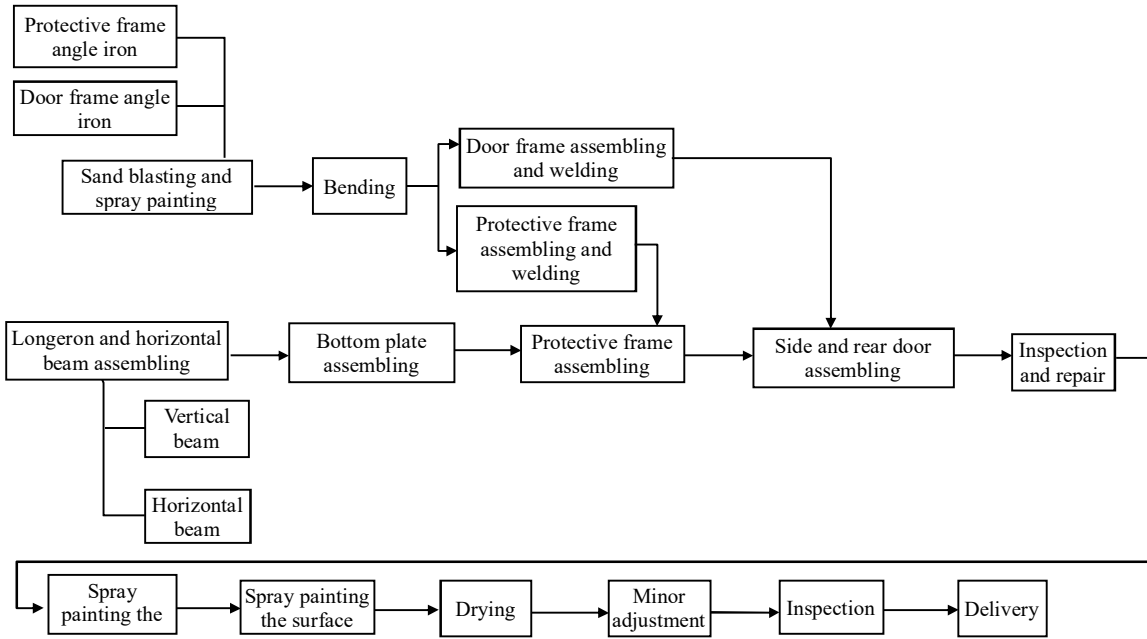 Protective frame
angle iron
Door frame angle
iron
Sand blasting and
spray painting
Bending
Door frame assembling
and welding
Protective frame
assembling and
welding
Longeron and horizontal
beam assembling
Bottom plate
assembling
Protective frame
assembling
Side and rear door
assembling
Inspection
and repair
Vertical
beam
Horizontal
beam
Spray
painting the
Spray painting
the surface
Drying
Minor
adjustment
Inspection
Delivery